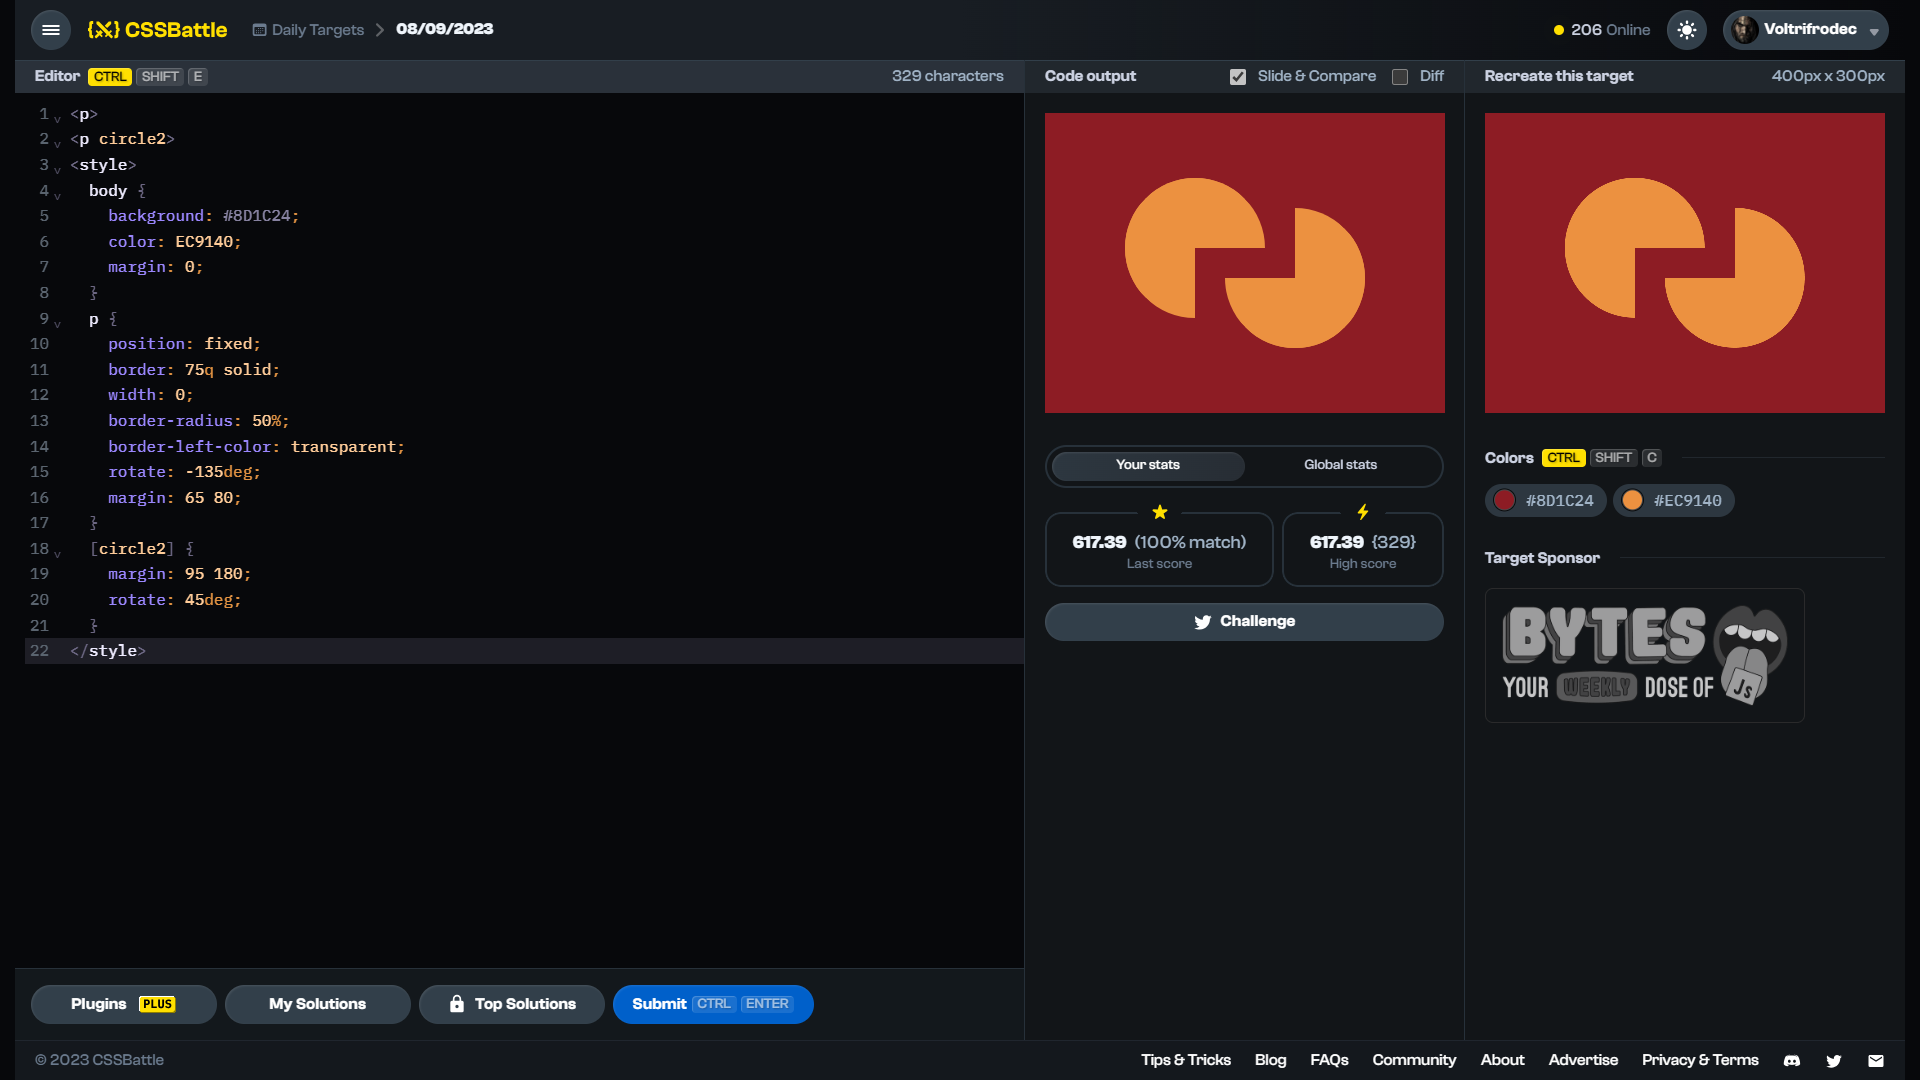 CSSBattle Daily Targets 08/09/2023 206 Online Voltrifrodec
Editor CTRL SHIFT E 329 characters
Code output Slide & Compare Diff
Recreate this target 400px x 300px
1 <p>
2 <p circle2>
3 <style>
4 body {
5 background: #8D1C24;
6 color: EC9140;
7 margin: 0;
8 }
9 p {
10 position: fixed;
11 border: 75q solid;
12 width: 0;
13 border-radius: 50%;
14 border-left-color: transparent;
15 rotate: -135deg;
16 margin: 65 80;
17 }
18 [circle2] {
19 margin: 95 180;
20 rotate: 45deg;
21 }
22 </style>
Your stats Global stats
617.39 (100% match)
Last score
617.39 {329}
High score
Challenge
Colors CTRL SHIFT C
#8D1C24 #EC9140
Target Sponsor
BYTES
YOUR WEEKLY DOSE OF JS
Plugins PLUS My Solutions Top Solutions Submit CTRL ENTER
© 2023 CSSBattle Tips & Tricks Blog FAQs Community About Advertise Privacy & Terms